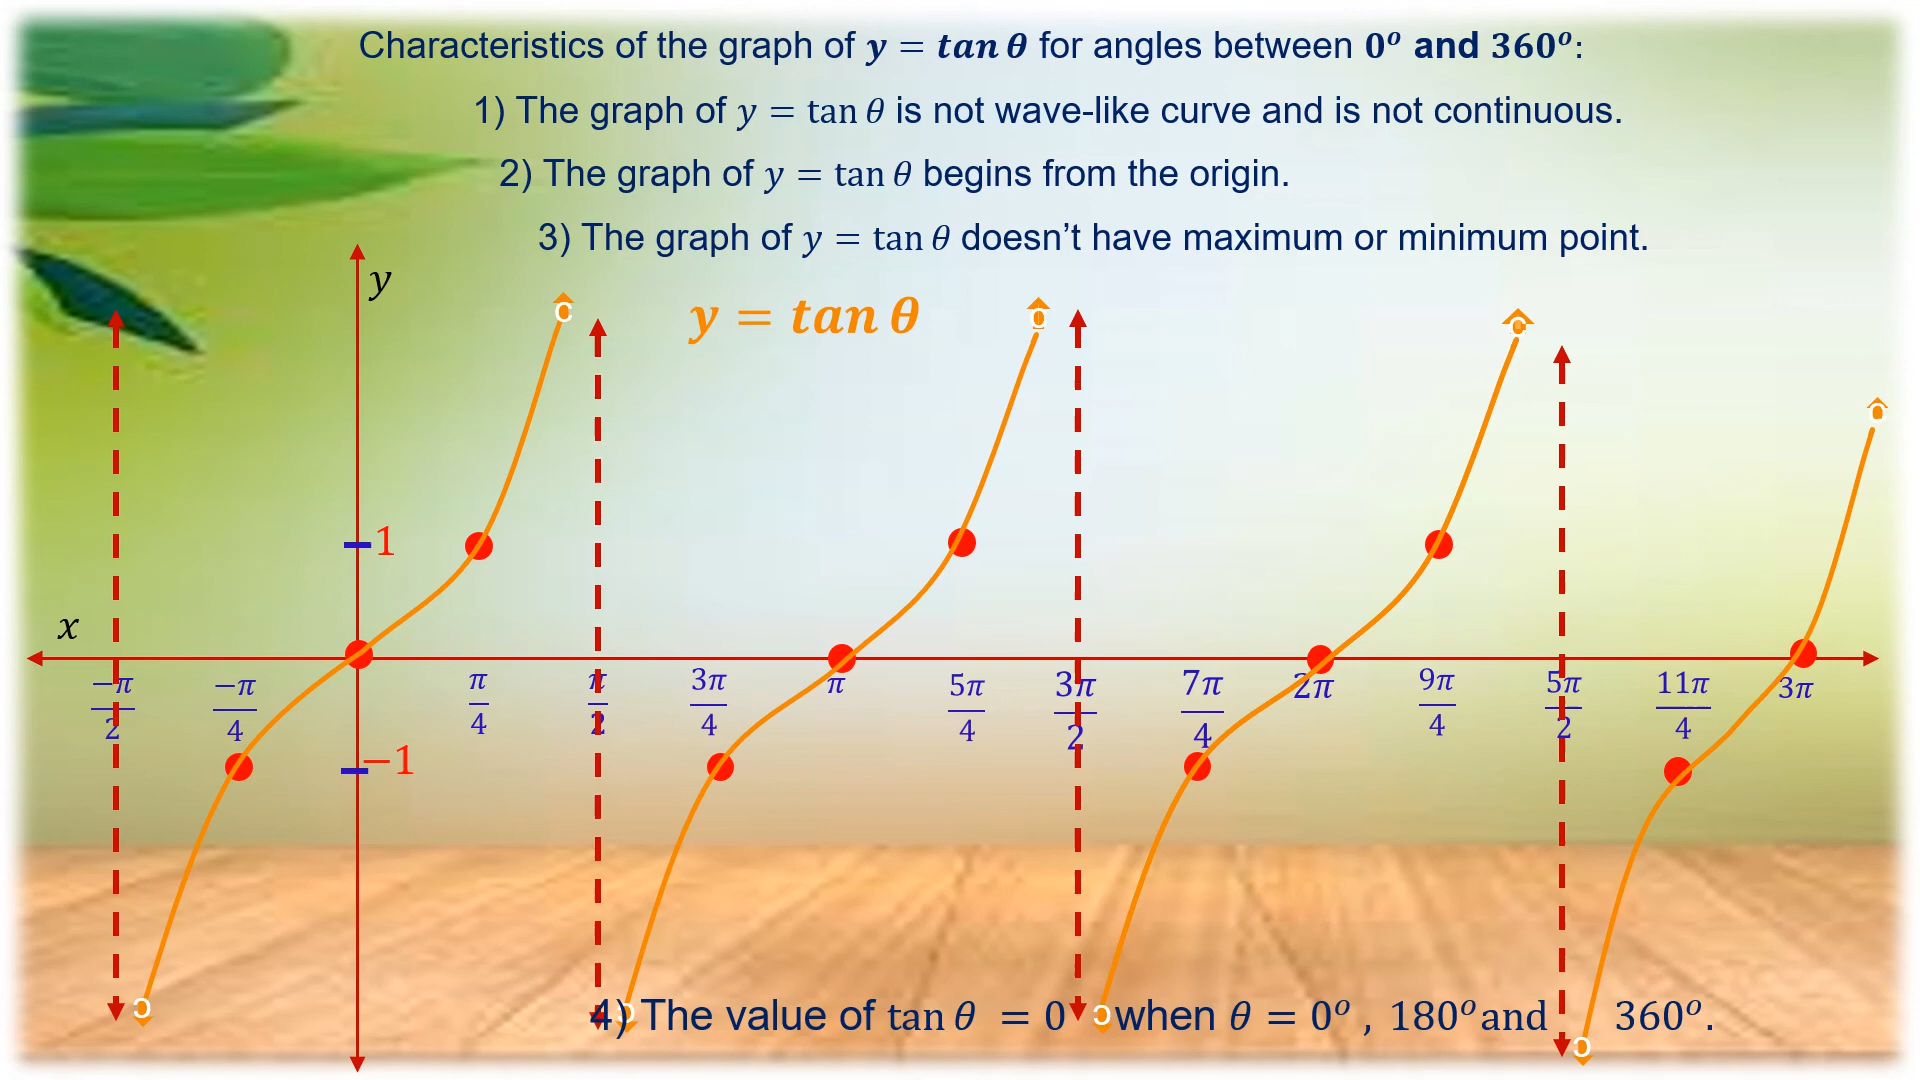 Characteristics of the graph of y = tan θ for angles between 0° and 360°:
1) The graph of y = tan θ is not wave-like curve and is not continuous.
2) The graph of y = tan θ begins from the origin.
3) The graph of y = tan θ doesn't have maximum or minimum point.
y
y = tan θ
1
x
-π/2 -π/4 π/4 π/2 3π/4 π 5π/4 3π/2 7π/4 2π 9π/4 5π/2 11π/4 3π
-1
4) The value of tan θ = 0 when θ = 0° , 180° and 360°.